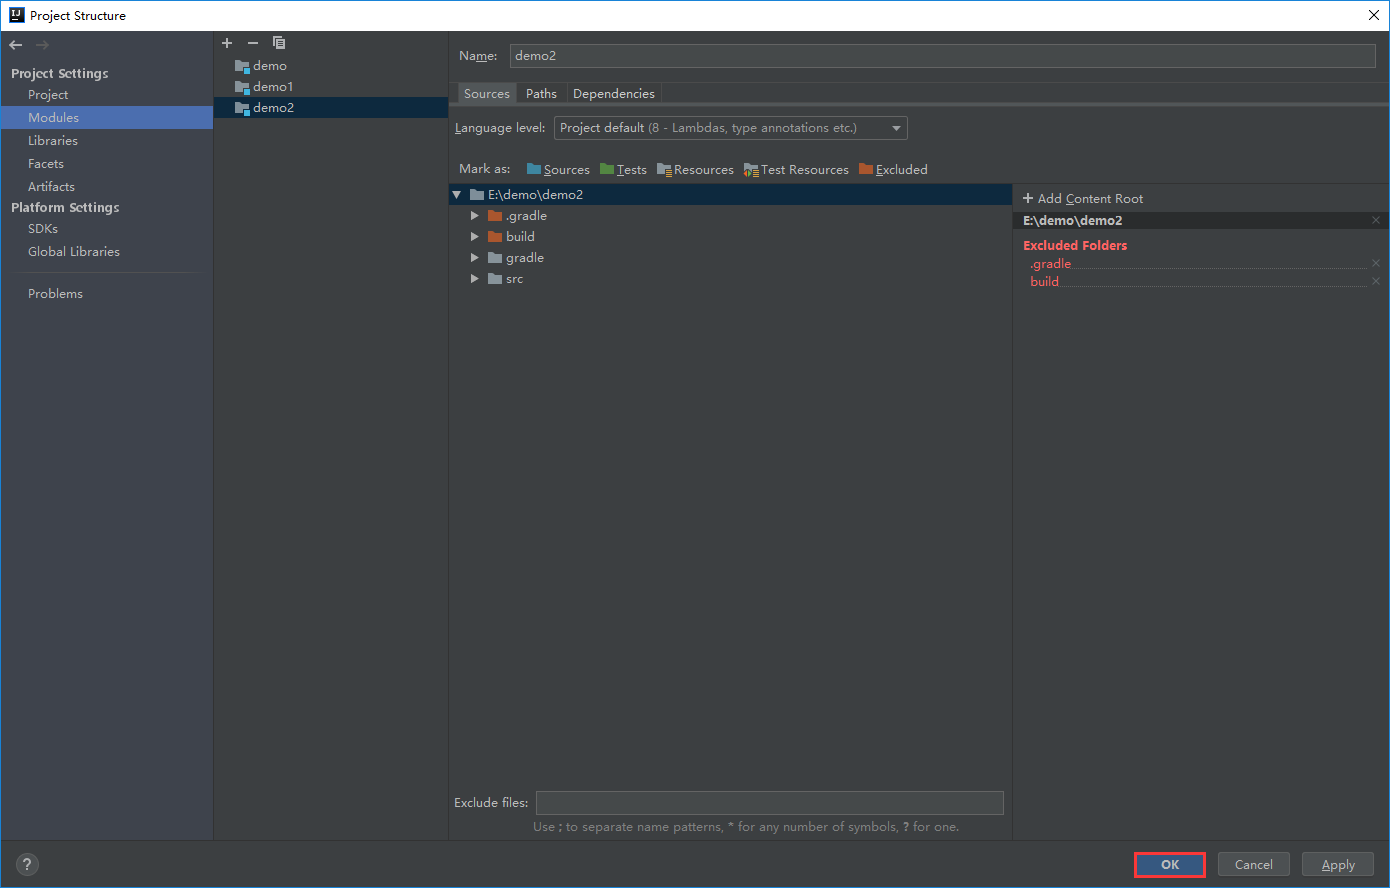 Project Structure
Project Settings
Project
Modules
Libraries
Facets
Artifacts
Platform Settings
SDKs
Global Libraries
Problems
demo
demo1
demo2
Name: demo2
Sources Paths Dependencies
Language level: Project default (8 - Lambdas, type annotations etc.)
Mark as: Sources Tests Resources Test Resources Excluded
E:\demo\demo2
.gradle
build
gradle
src
+ Add Content Root
E:\demo\demo2
Excluded Folders
.gradle
build
Exclude files:
Use ; to separate name patterns, * for any number of symbols, ? for one.
? OK Cancel Apply